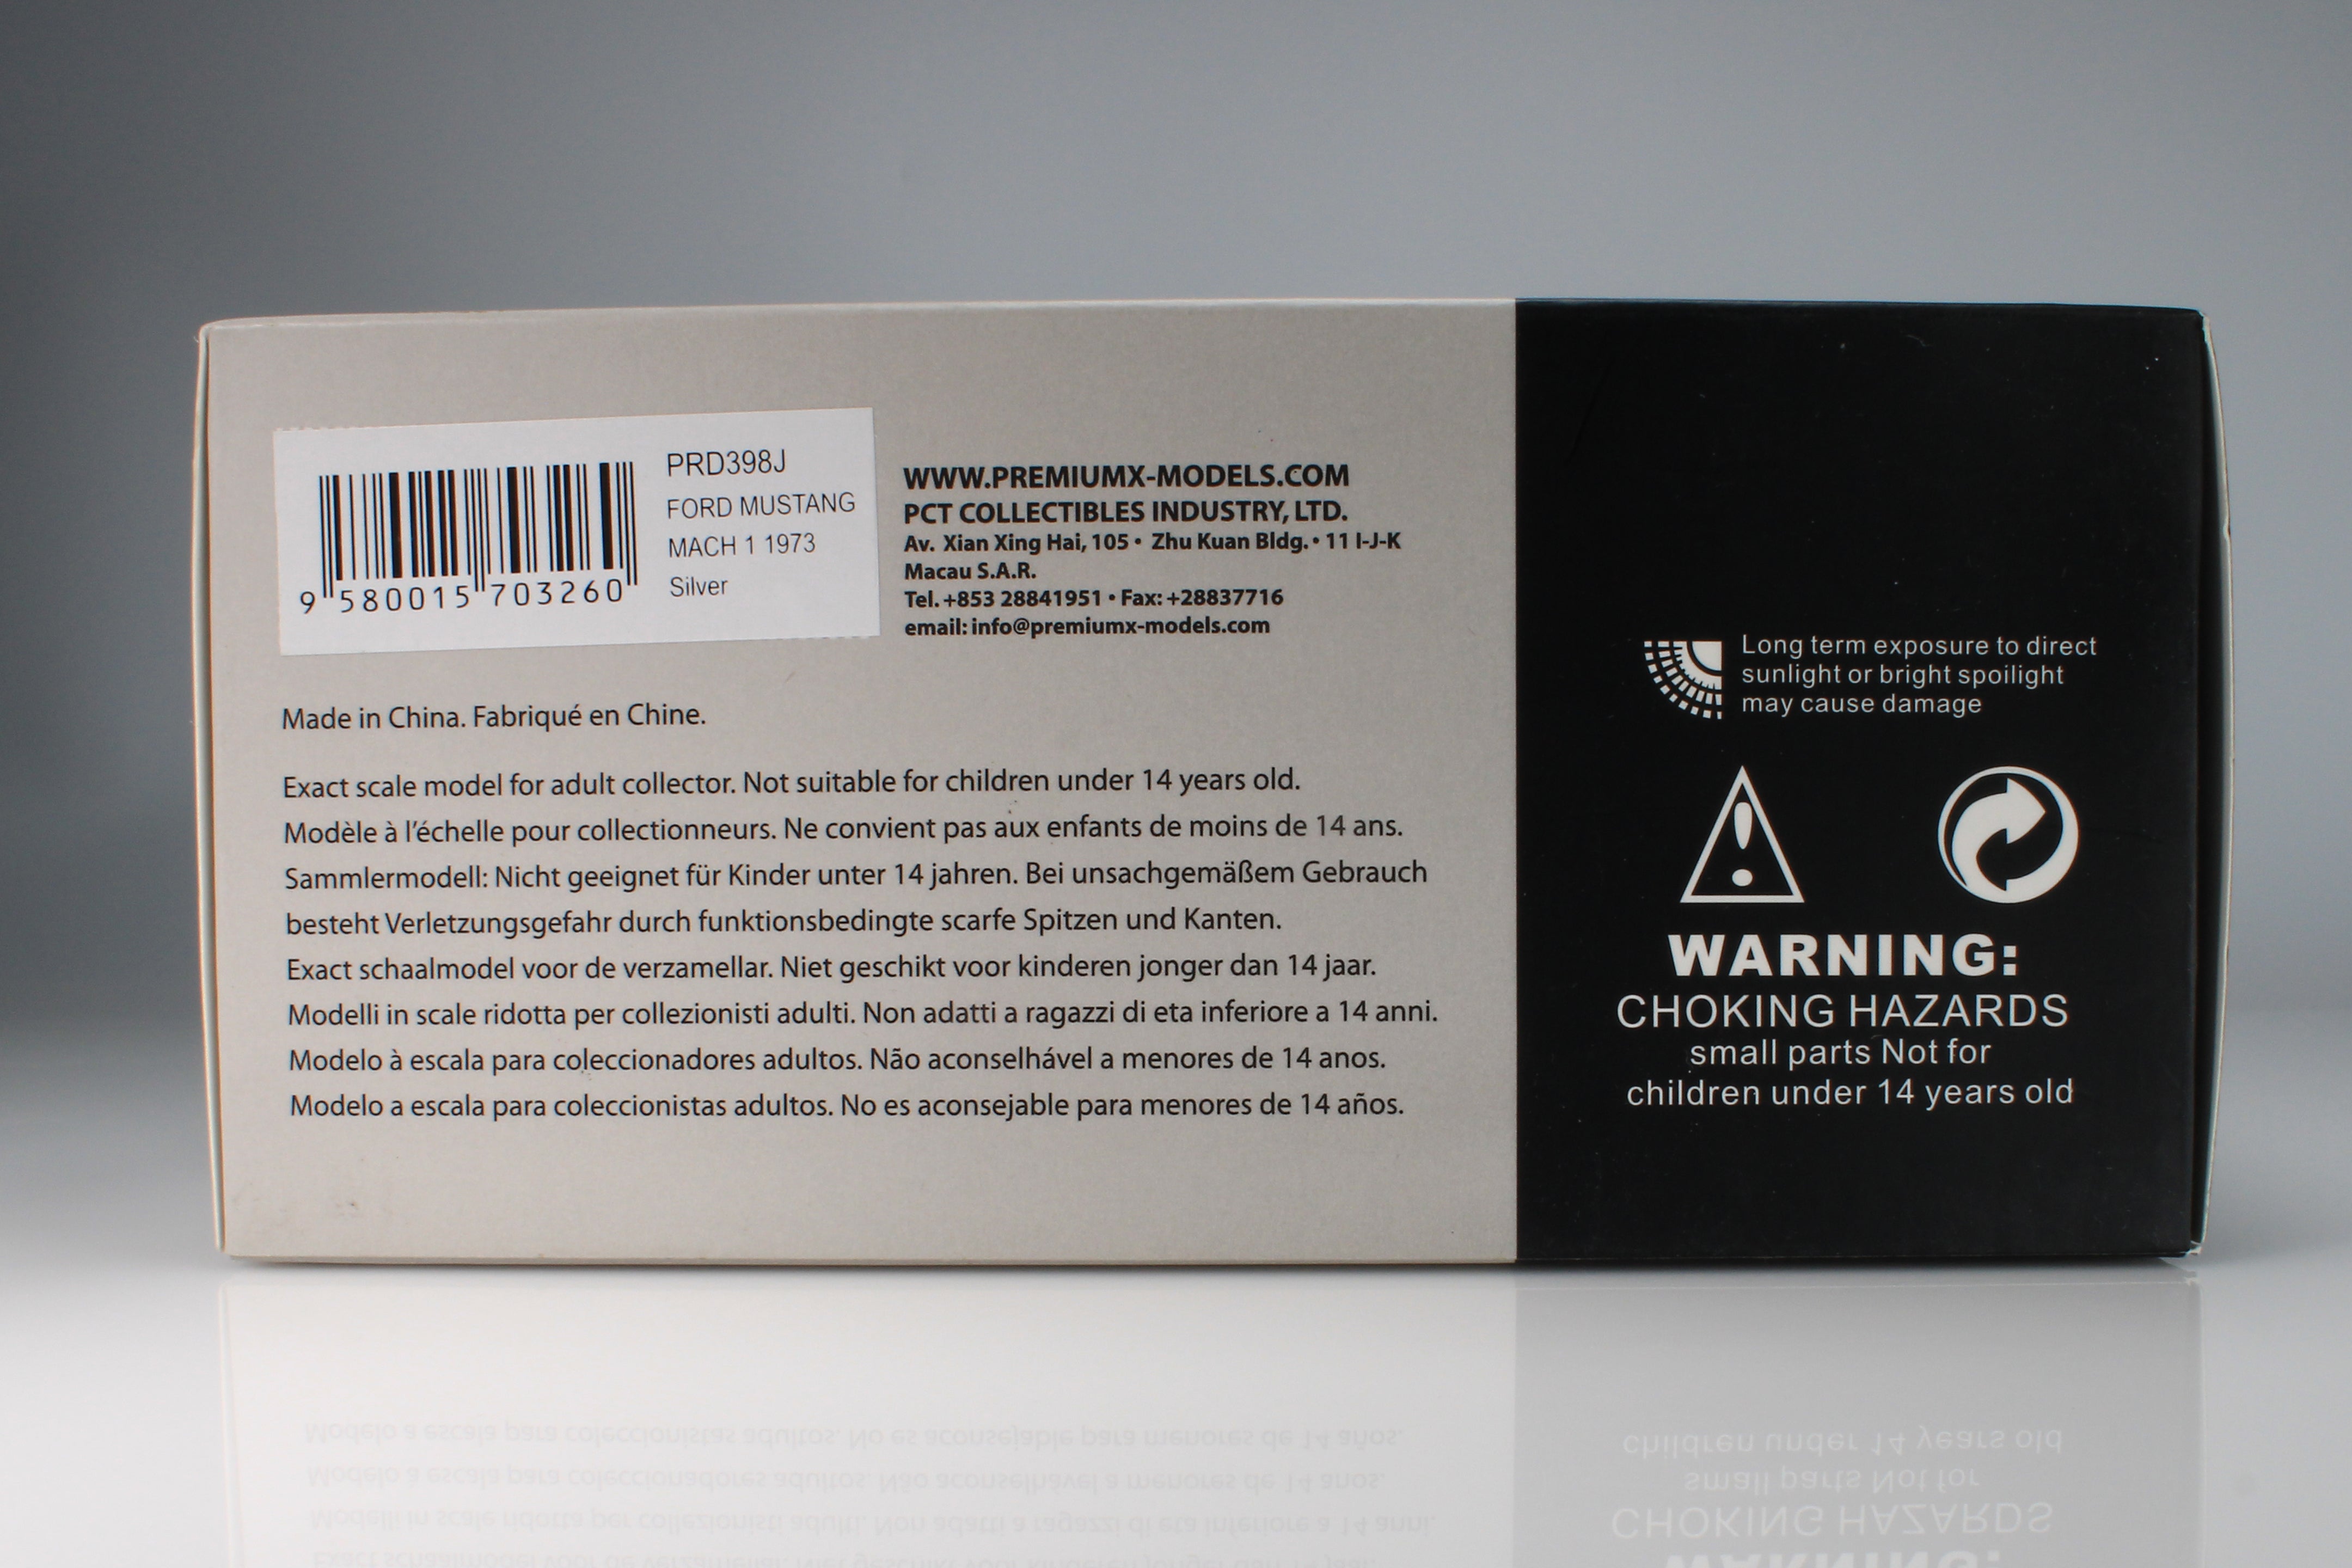 PRD398J
FORD MUSTANG
MACH 1 1973
Silver
9 580015 703260
WWW.PREMIUMX-MODELS.COM
PCT COLLECTIBLES INDUSTRY, LTD.
Av. Xian Xing Hai, 105 • Zhu Kuan Bldg. • 11 I-J-K
Macau S.A.R.
Tel. +853 28841951 • Fax: +28837716
email: info@premiumx-models.com
Made in China. Fabriqué en Chine.
Exact scale model for adult collector. Not suitable for children under 14 years old.
Modèle à l'échelle pour collectionneurs. Ne convient pas aux enfants de moins de 14 ans.
Sammlermodell: Nicht geeignet für Kinder unter 14 jahren. Bei unsachgemäßem Gebrauch
besteht Verletzungsgefahr durch funktionsbedingte scarfe Spitzen und Kanten.
Exact schaalmodel voor de verzamellar. Niet geschikt voor kinderen jonger dan 14 jaar.
Modelli in scale ridotta per collezionisti adulti. Non adatti a ragazzi di eta inferiore a 14 anni.
Modelo à escala para coleccionadores adultos. Não aconselhável a menores de 14 anos.
Modelo a escala para coleccionistas adultos. No es aconsejable para menores de 14 años.
Long term exposure to direct
sunlight or bright spoilight
may cause damage
WARNING:
CHOKING HAZARDS
small parts Not for
children under 14 years old